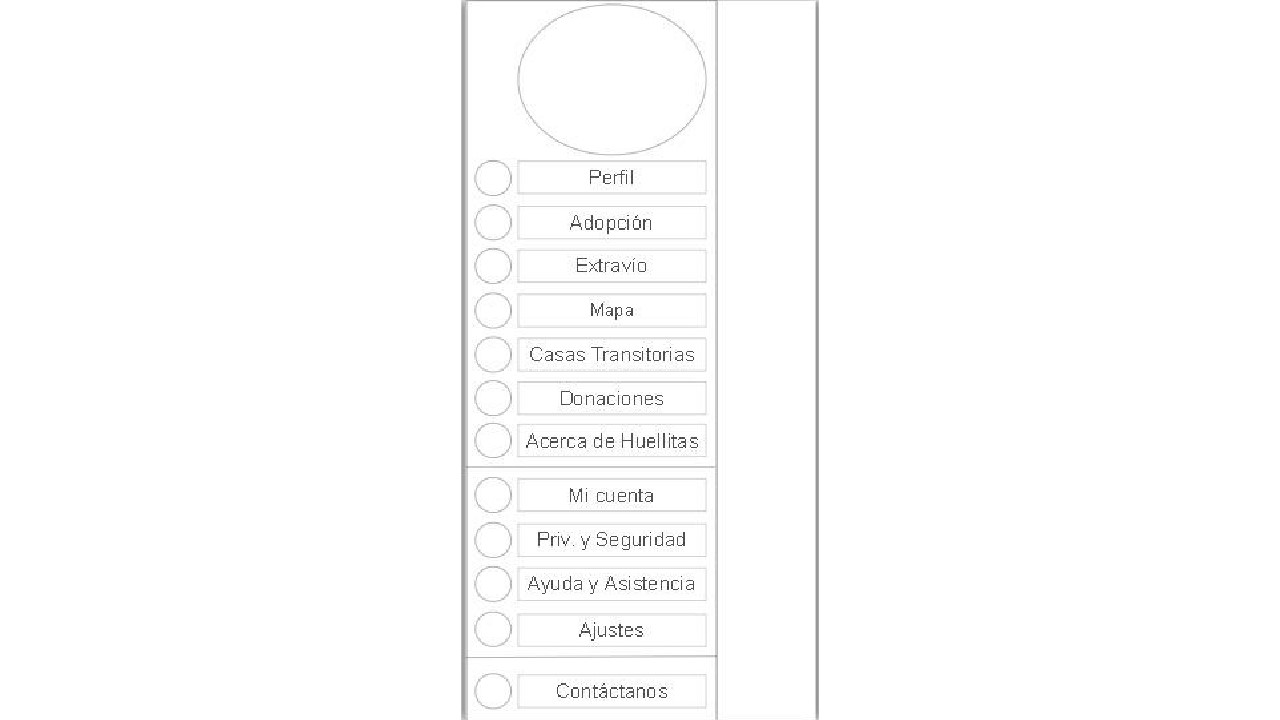 Perfil
Adopción
Extravío
Mapa
Casas Transitorias
Donaciones
Acerca de Huellitas
Mi cuenta
Priv. y Seguridad
Ayuda y Asistencia
Ajustes
Contáctanos